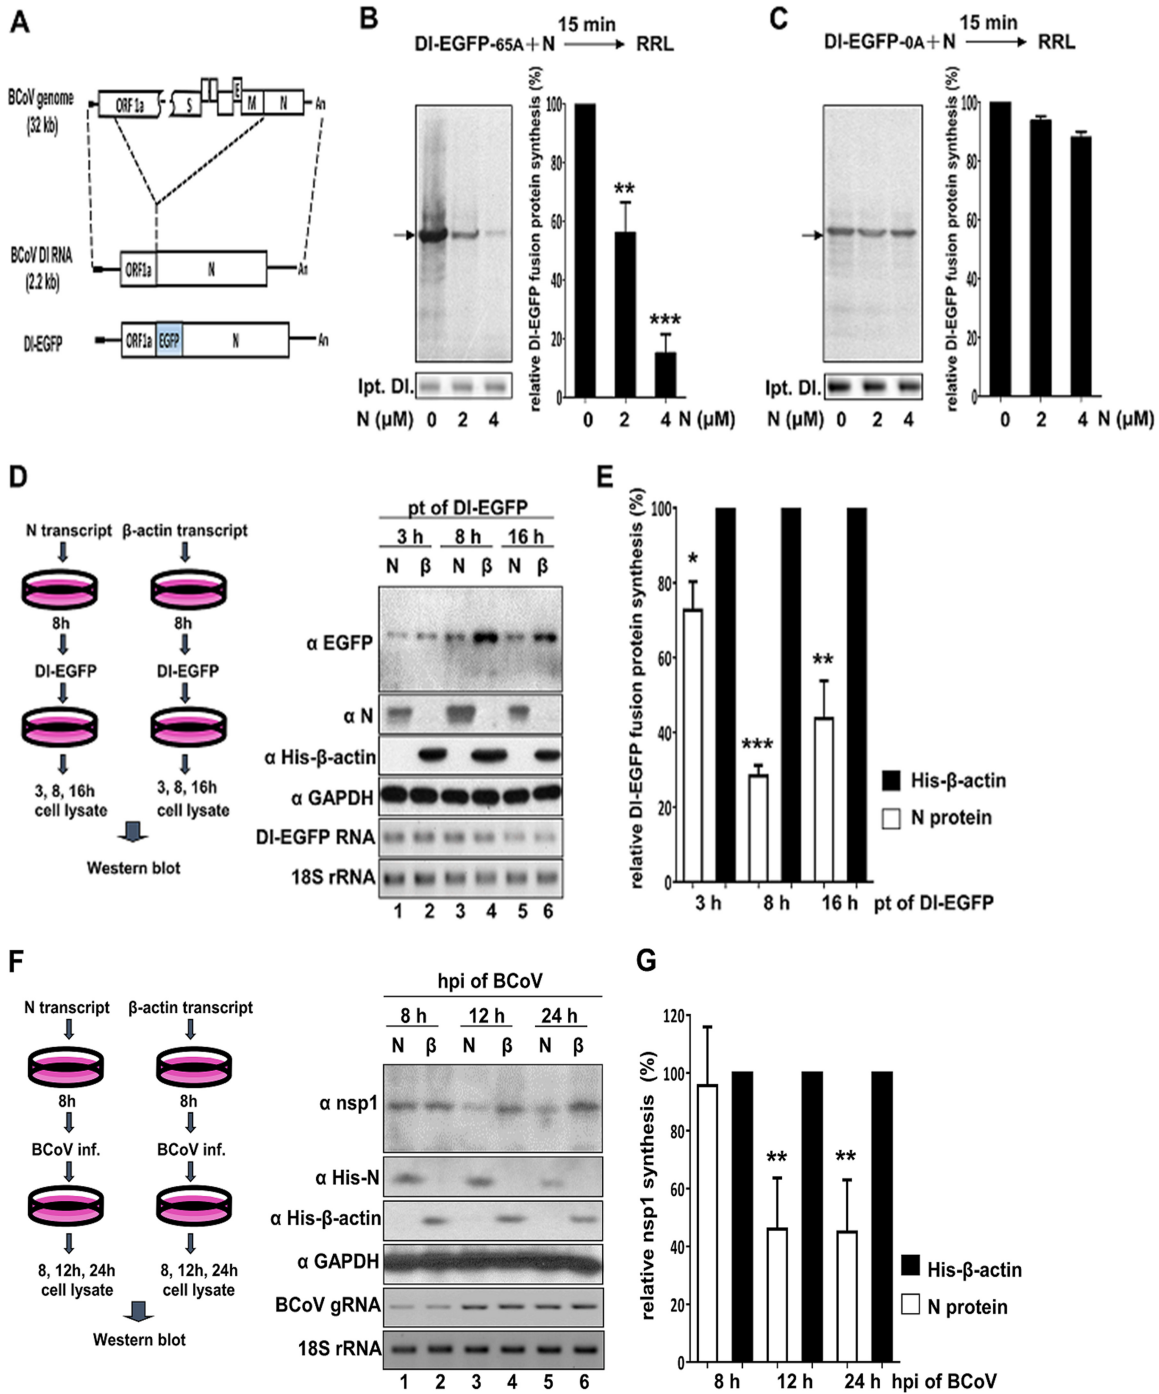 A
BCoV genome
(32 kb)
ORF 1a
S
I
E
M
N
An
BCoV DI RNA
(2.2 kb)
ORF1a
N
An
DI-EGFP
ORF1a
EGFP
N
An
B
15 min
DI-EGFP-65A+N
RRL
relative DI-EGFP fusion protein synthesis (%)
100
80
60
40
20
0
**
***
Ipt. DI.
N (μM) 0 2 4
0 2 4 N (μM)
C
15 min
DI-EGFP-0A+N
RRL
relative DI-EGFP fusion protein synthesis (%)
100
80
60
40
20
0
Ipt. DI.
N (μM) 0 2 4
0 2 4 N (μM)
D
N transcript β-actin transcript
8h 8h
DI-EGFP DI-EGFP
3, 8, 16h 3, 8, 16h
cell lysate cell lysate
Western blot
pt of DI-EGFP
3 h 8 h 16 h
N β N β N β
α EGFP
α N
α His-β-actin
α GAPDH
DI-EGFP RNA
18S rRNA
1 2 3 4 5 6
E
relative DI-EGFP fusion protein synthesis (%)
100
80
60
40
20
0
*
***
**
His-β-actin
N protein
3 h 8 h 16 h pt of DI-EGFP
F
N transcript β-actin transcript
8h 8h
BCoV inf. BCoV inf.
8, 12h, 24h 8, 12h, 24h
cell lysate cell lysate
Western blot
hpi of BCoV
8 h 12 h 24 h
N β N β N β
α nsp1
α His-N
α His-β-actin
α GAPDH
BCoV gRNA
18S rRNA
1 2 3 4 5 6
G
relative nsp1 synthesis (%)
120
100
80
60
40
20
0
**
**
His-β-actin
N protein
8 h 12 h 24 h hpi of BCoV